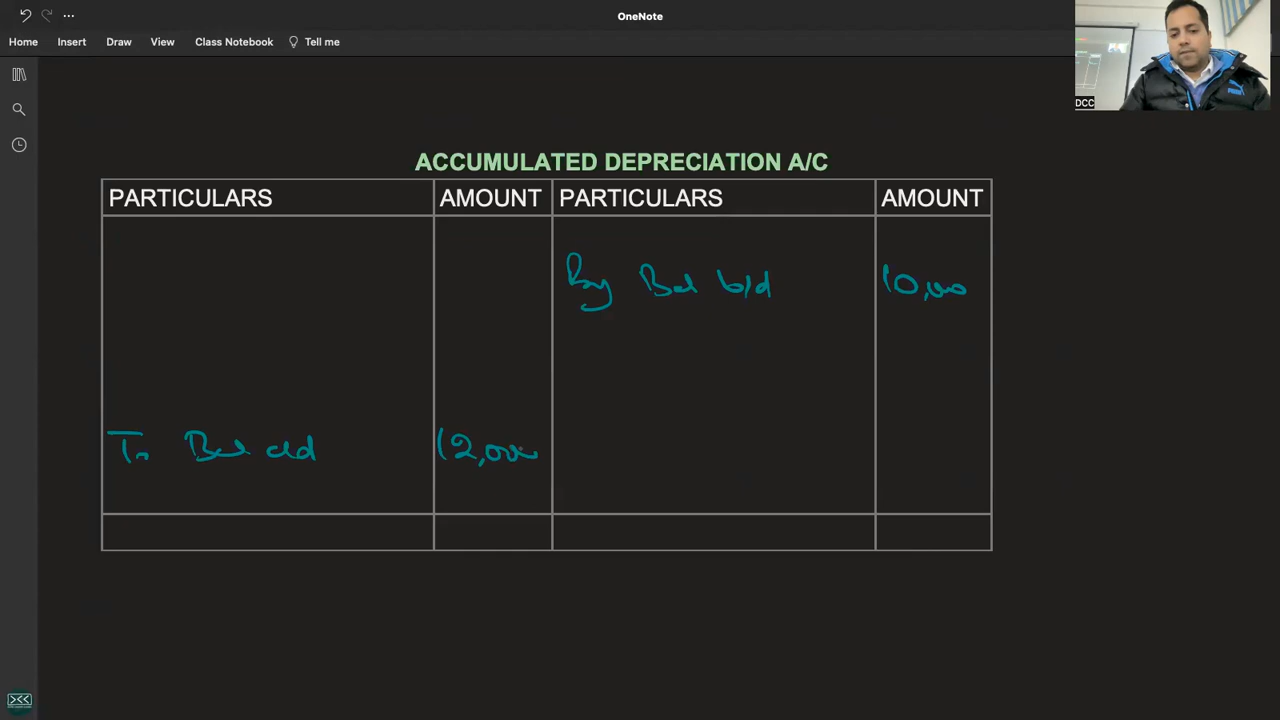 OneNote
Home Insert Draw View Class Notebook Tell me
DCC
ACCUMULATED DEPRECIATION A/C
PARTICULARS AMOUNT PARTICULARS AMOUNT
By Bal b/d 10,000
To Bal c/d 12,000